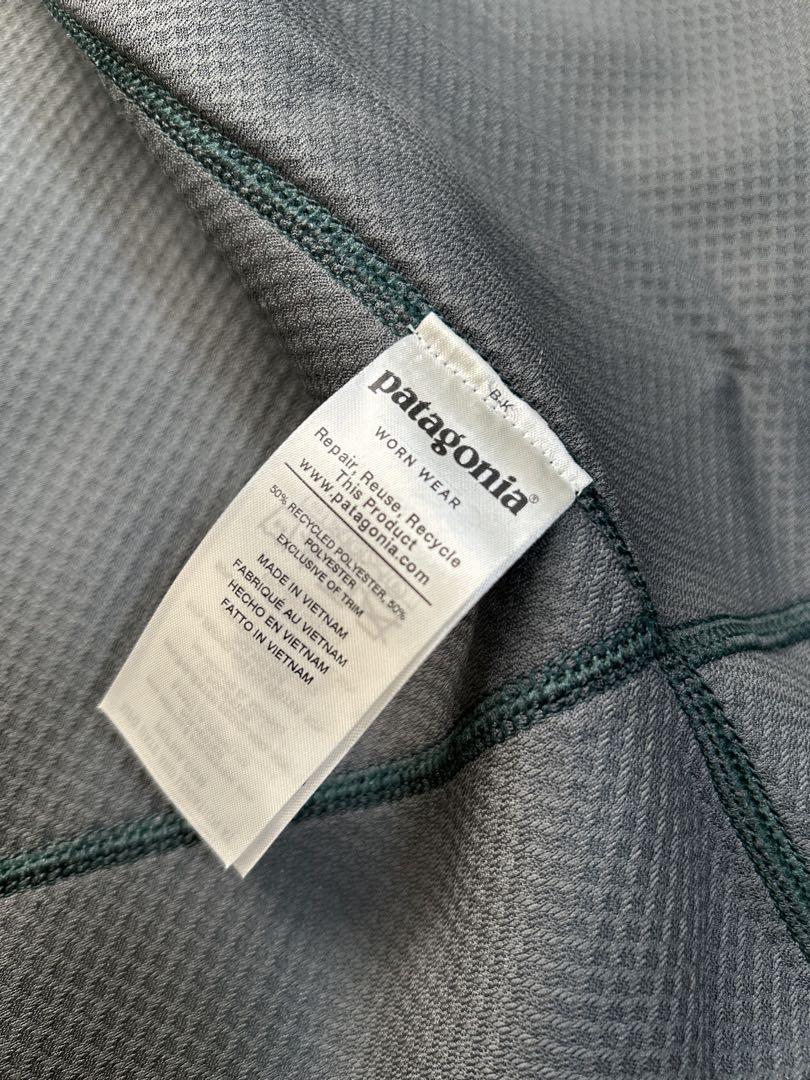 B-K
patagonia®
WORN WEAR
Repair, Reuse, Recycle
This Product
www.patagonia.com
50% RECYCLED POLYESTER, 50%
POLYESTER
EXCLUSIVE OF TRIM
MADE IN VIETNAM
FABRIQUÉ AU VIETNAM
HECHO EN VIETNAM
FATTO IN VIETNAM